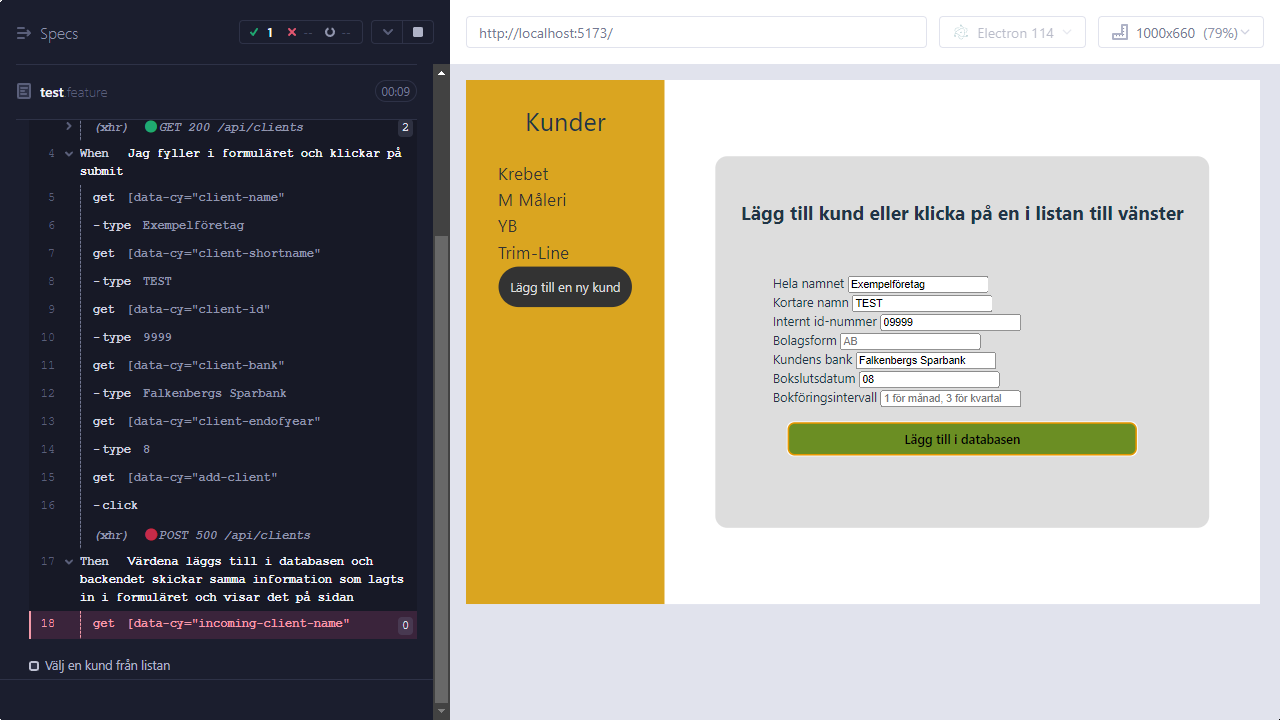 Specs
1
--
--
test.feature
00:09
(xhr) GET 200 /api/clients 2
4 When Jag fyller i formuläret och klickar på
submit
5 get [data-cy="client-name"
6 -type Exempelföretag
7 get [data-cy="client-shortname"
8 -type TEST
9 get [data-cy="client-id"
10 -type 9999
11 get [data-cy="client-bank"
12 -type Falkenbergs Sparbank
13 get [data-cy="client-endofyear"
14 -type 8
15 get [data-cy="add-client"
16 -click
(xhr) POST 500 /api/clients
17 Then Värdena läggs till i databasen och
backendet skickar samma information som lagts
in i formuläret och visar det på sidan
18 get [data-cy="incoming-client-name" 0
Välj en kund från listan
http://localhost:5173/
Electron 114
1000x660 (79%)
Kunder
Krebet
M Måleri
YB
Trim-Line
Lägg till en ny kund
Lägg till kund eller klicka på en i listan till vänster
Hela namnet Exempelföretag
Kortare namn TEST
Internt id-nummer 09999
Bolagsform AB
Kundens bank Falkenbergs Sparbank
Bokslutsdatum 08
Bokföringsintervall 1 för månad, 3 för kvartal
Lägg till i databasen